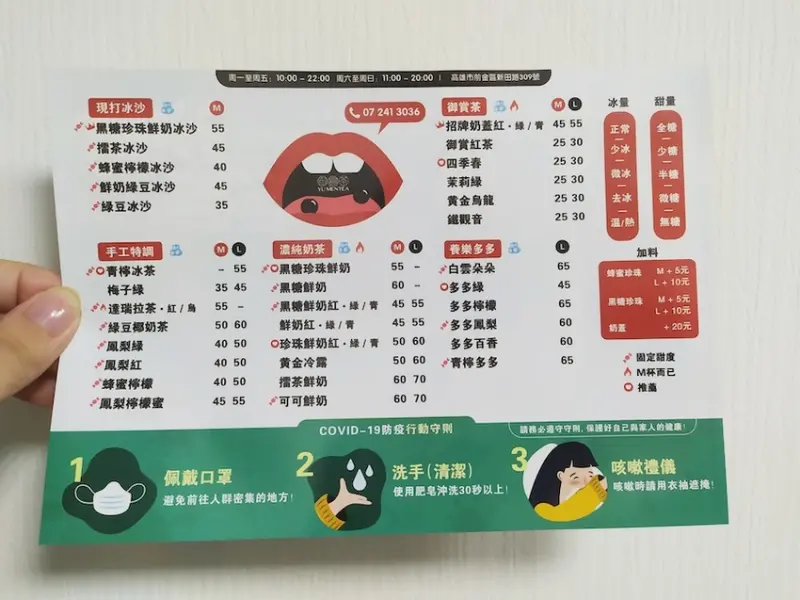 周一至周五：10:00 – 22:00 周六至周日：11:00 – 20:00 | 高雄市前金區新田路309號
現打冰沙 M
黑糖珍珠鮮奶冰沙 55
擂茶冰沙 45
蜂蜜檸檬冰沙 40
鮮奶綠豆冰沙 45
綠豆冰沙 35
07 241 3036
YUMENTEA
御賞茶 M L
招牌奶蓋紅・綠 / 青 45 55
御賞紅茶 25 30
四季春 25 30
茉莉綠 25 30
黃金烏龍 25 30
鐵觀音 25 30
冰量
正常
少冰
微冰
去冰
溫/熱
甜量
全糖
少糖
半糖
微糖
無糖
手工特調 M L
青檸冰茶 – 55
梅子綠 35 45
達瑞拉茶・紅 / 烏 55 –
綠豆椰奶茶 50 60
鳳梨綠 40 50
鳳梨紅 40 50
蜂蜜檸檬 40 50
鳳梨檸檬蜜 45 55
濃純奶茶 M L
黑糖珍珠鮮奶 55 –
黑糖鮮奶 60 –
黑糖鮮奶紅・綠 / 青 45 55
鮮奶紅・綠 / 青 45 55
珍珠鮮奶紅・綠 / 青 50 60
黃金冷露 50 60
擂茶鮮奶 60 70
可可鮮奶 60 70
養樂多多 L
白雲朵朵 65
多多綠 45
多多檸檬 65
多多鳳梨 60
多多百香 60
青檸多多 65
加料
蜂蜜珍珠 M + 5元
L + 10元
黑糖珍珠 M + 5元
L + 10元
奶蓋 + 20元
固定甜度
M杯而已
推薦
COVID-19防疫行動守則
請務必遵守守則, 保護好自己與家人的健康!
1 佩戴口罩
避免前往人群密集的地方!
2 洗手(清潔)
使用肥皂沖洗30秒以上!
3 咳嗽禮儀
咳嗽時請用衣袖遮掩!